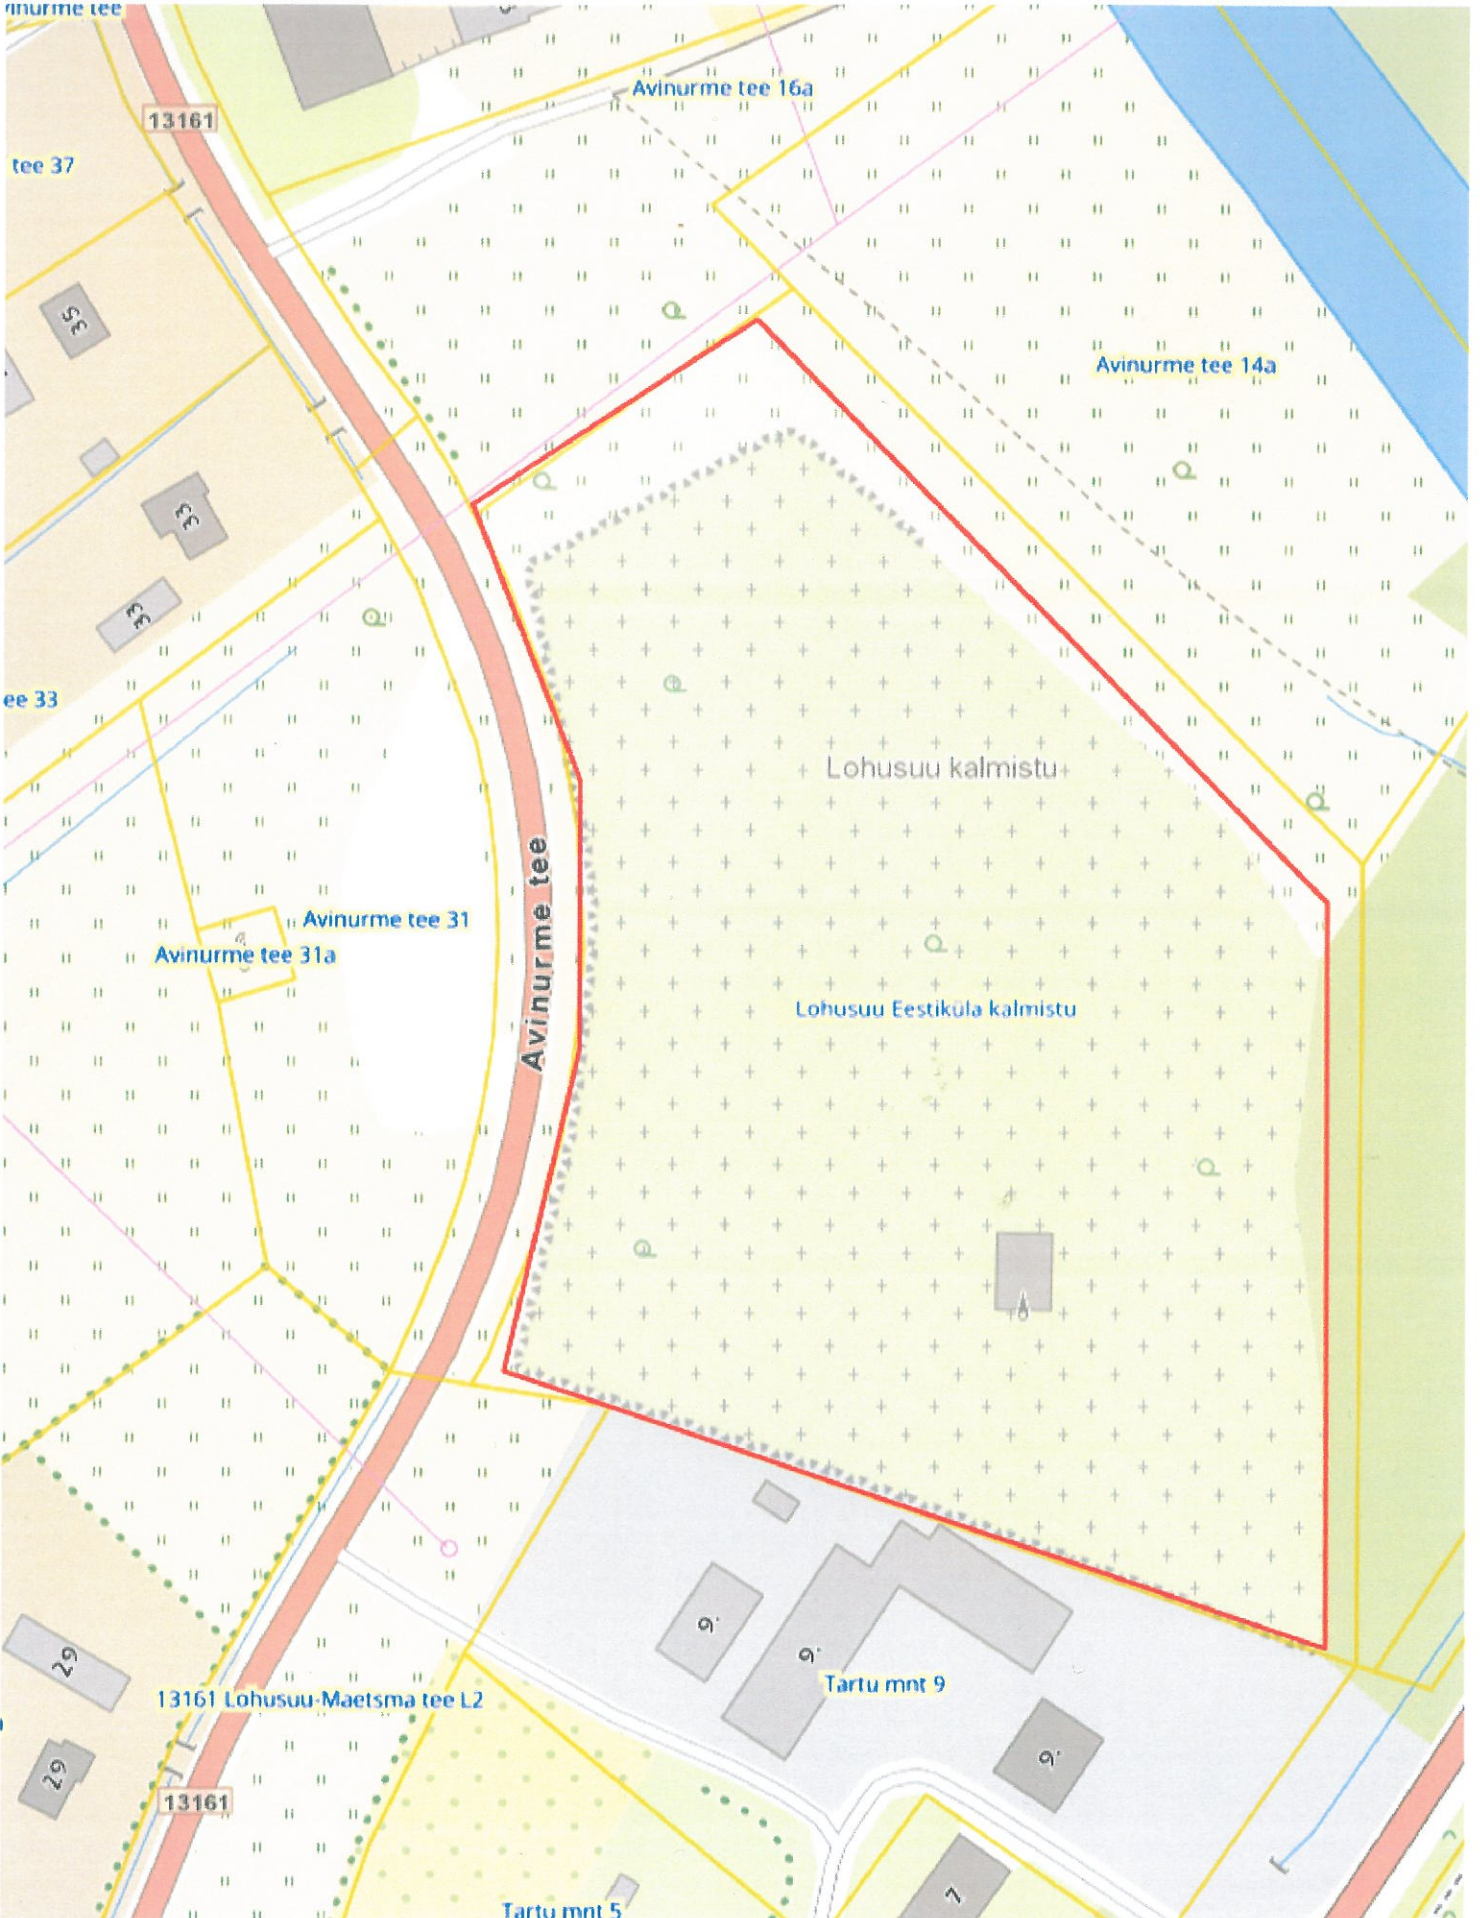 Avinurme tee
Avinurme tee 16a
13161
tee 37
35
Avinurme tee 14a
33
33
ee 33
Lohusuu kalmistu
Avinurme tee
Avinurme tee 31
Avinurme tee 31a
Lohusuu Eestiküla kalmistu
9.
9.
29
Tartu mnt 9
13161 Lohusuu-Maetsma tee L2
9.
29
13161
7
Tartu mnt 5